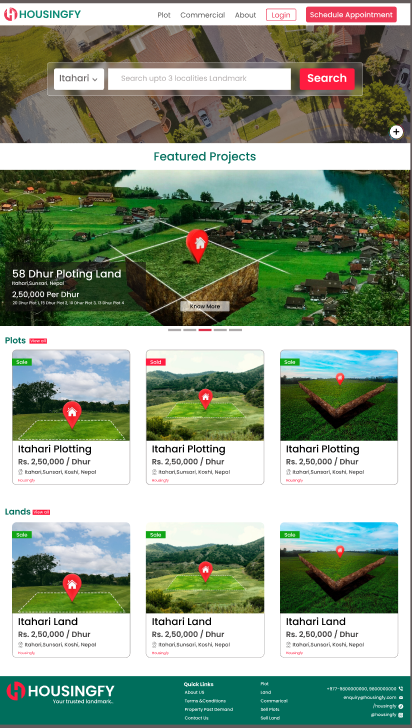 HOUSINGFY
Plot Commercial About Login Schedule Appointment
Itahari Search upto 3 localities Landmark Search
Featured Projects
58 Dhur Ploting Land
Itahari,Sunsari, Nepal
2,50,000 Per Dhur
20 Dhur Plot 1, 15 Dhur Plot 2, 10 Dhur Plot 3, 13 Dhur Plot 4
Know More
Plots View all
Sale
Itahari Plotting
Rs. 2,50,000 / Dhur
Itahari,Sunsari, Koshi, Nepal
Housingfy
Sold
Itahari Plotting
Rs. 2,50,000 / Dhur
Itahari,Sunsari, Koshi, Nepal
Housingfy
Sale
Itahari Plotting
Rs. 2,50,000 / Dhur
Itahari,Sunsari, Koshi, Nepal
Housingfy
Lands View all
Sale
Itahari Land
Rs. 2,50,000 / Dhur
Itahari,Sunsari, Koshi, Nepal
Housingfy
Sale
Itahari Land
Rs. 2,50,000 / Dhur
Itahari,Sunsari, Koshi, Nepal
Housingfy
Sale
Itahari Land
Rs. 2,50,000 / Dhur
Itahari,Sunsari, Koshi, Nepal
Housingfy
HOUSINGFY
Your trusted landmark.
Quick Links
About US
Terms &Conditions
Property Post Demand
Contact Us
Plot
Land
Commerical
Sell Plots
Sell Land
+977-9800000000, 9800000000
enquiry@housingfy.com
/housingfy
@housingfy